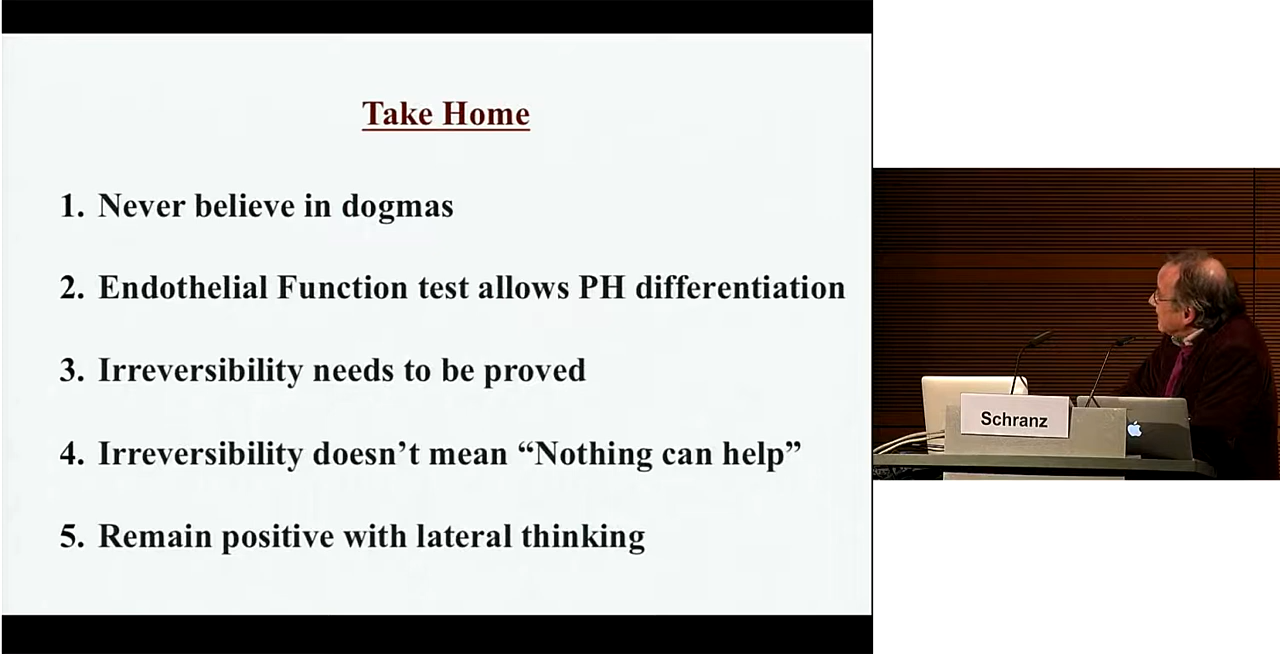 Take Home
1. Never believe in dogmas
2. Endothelial Function test allows PH differentiation
3. Irreversibility needs to be proved
4. Irreversibility doesn’t mean “Nothing can help”
5. Remain positive with lateral thinking
Schranz